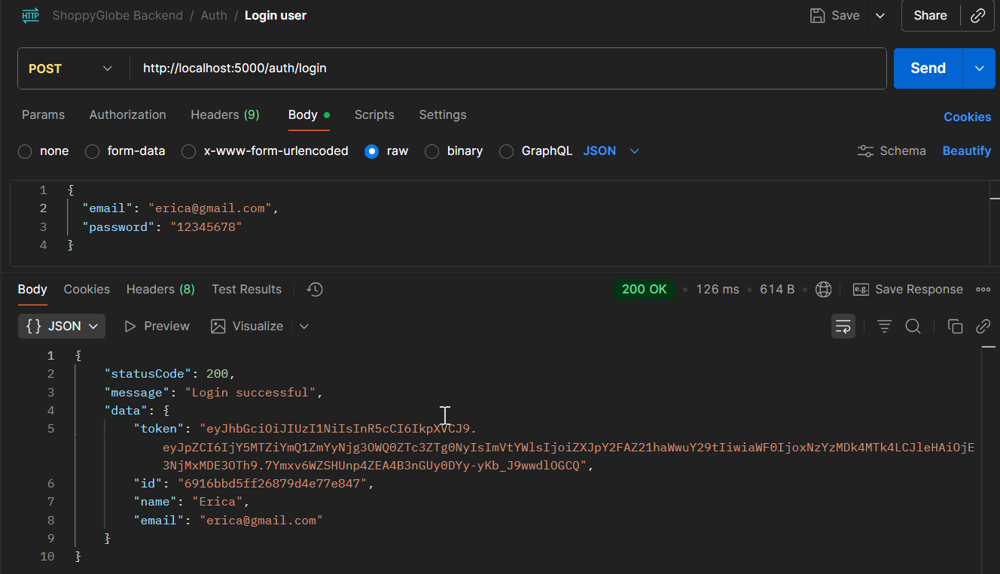 HTTP ShoppyGlobe Backend / Auth / Login user Save Share
POST http://localhost:5000/auth/login Send
Params Authorization Headers (9) Body Scripts Settings Cookies
none form-data x-www-form-urlencoded raw binary GraphQL JSON Schema Beautify
1 {
2 "email": "erica@gmail.com",
3 "password": "12345678"
4 }
Body Cookies Headers (8) Test Results 200 OK 126 ms 614 B e.g. Save Response
{} JSON Preview Visualize
1 {
2 "statusCode": 200,
3 "message": "Login successful",
4 "data": {
5 "token": "eyJhbGciOiJIUzI1NiIsInR5cCI6IkpXVCJ9.
eyJpZCI6IjY5MTZiYmQ1ZmYyNjg3OWQ0ZTc3ZTg0NyIsImVtYWlsIjoiZXJpY2FAZ21haWwuY29tIiwiaWF0IjoxNzYzMDk4MTk4LCJleHAiOjE
3NjMxMDE3OTh9.7Ymxv6WZSHUnp4ZEA4B3nGUy0DYy-yKb_J9wwdlOGCQ",
6 "id": "6916bbd5ff26879d4e77e847",
7 "name": "Erica",
8 "email": "erica@gmail.com"
9 }
10 }